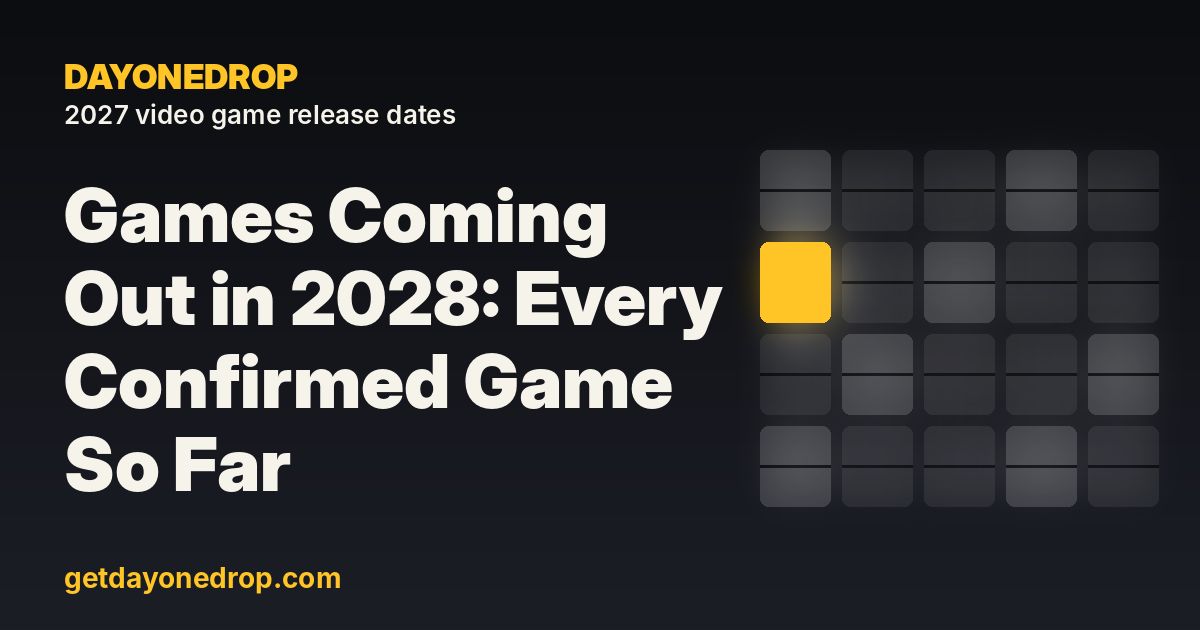 DAYONEDROP
2027 video game release dates
Games Coming
Out in 2028: Every
Confirmed Game
So Far
getdayonedrop.com